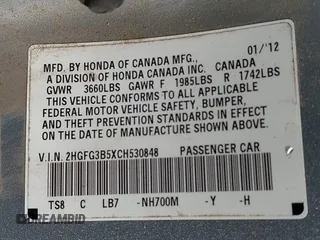 MFD. BY HONDA OF CANADA MFG., 01/'12
A DIVISION OF HONDA CANADA INC. CANADA
GVWR 3660LBS GAWR F 1985LBS R 1742LBS
THIS VEHICLE CONFORMS TO ALL APPLICABLE
FEDERAL MOTOR VEHICLE SAFETY, BUMPER,
AND THEFT PREVENTION STANDARDS IN EFFECT
ON THE DATE OF MANUFACTURE SHOWN ABOVE.
V.I.N. 2HGFG3B5XCH530848 PASSENGER CAR
TS8 C LB7 -NH700M -Y -H
DREAMBID